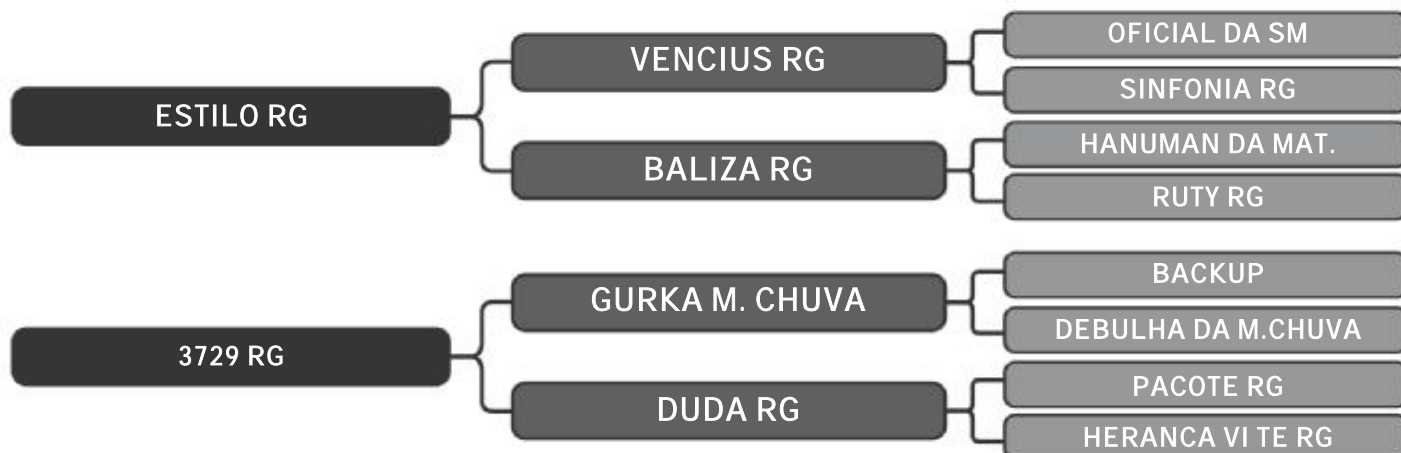 ESTILO RG
VENCIUS RG
OFICIAL DA SM
SINFONIA RG
BALIZA RG
HANUMAN DA MAT.
RUTY RG
3729 RG
GURKA M. CHUVA
BACKUP
DEBULHA DA M.CHUVA
DUDA RG
PACOTE RG
HERANCA VI TE RG